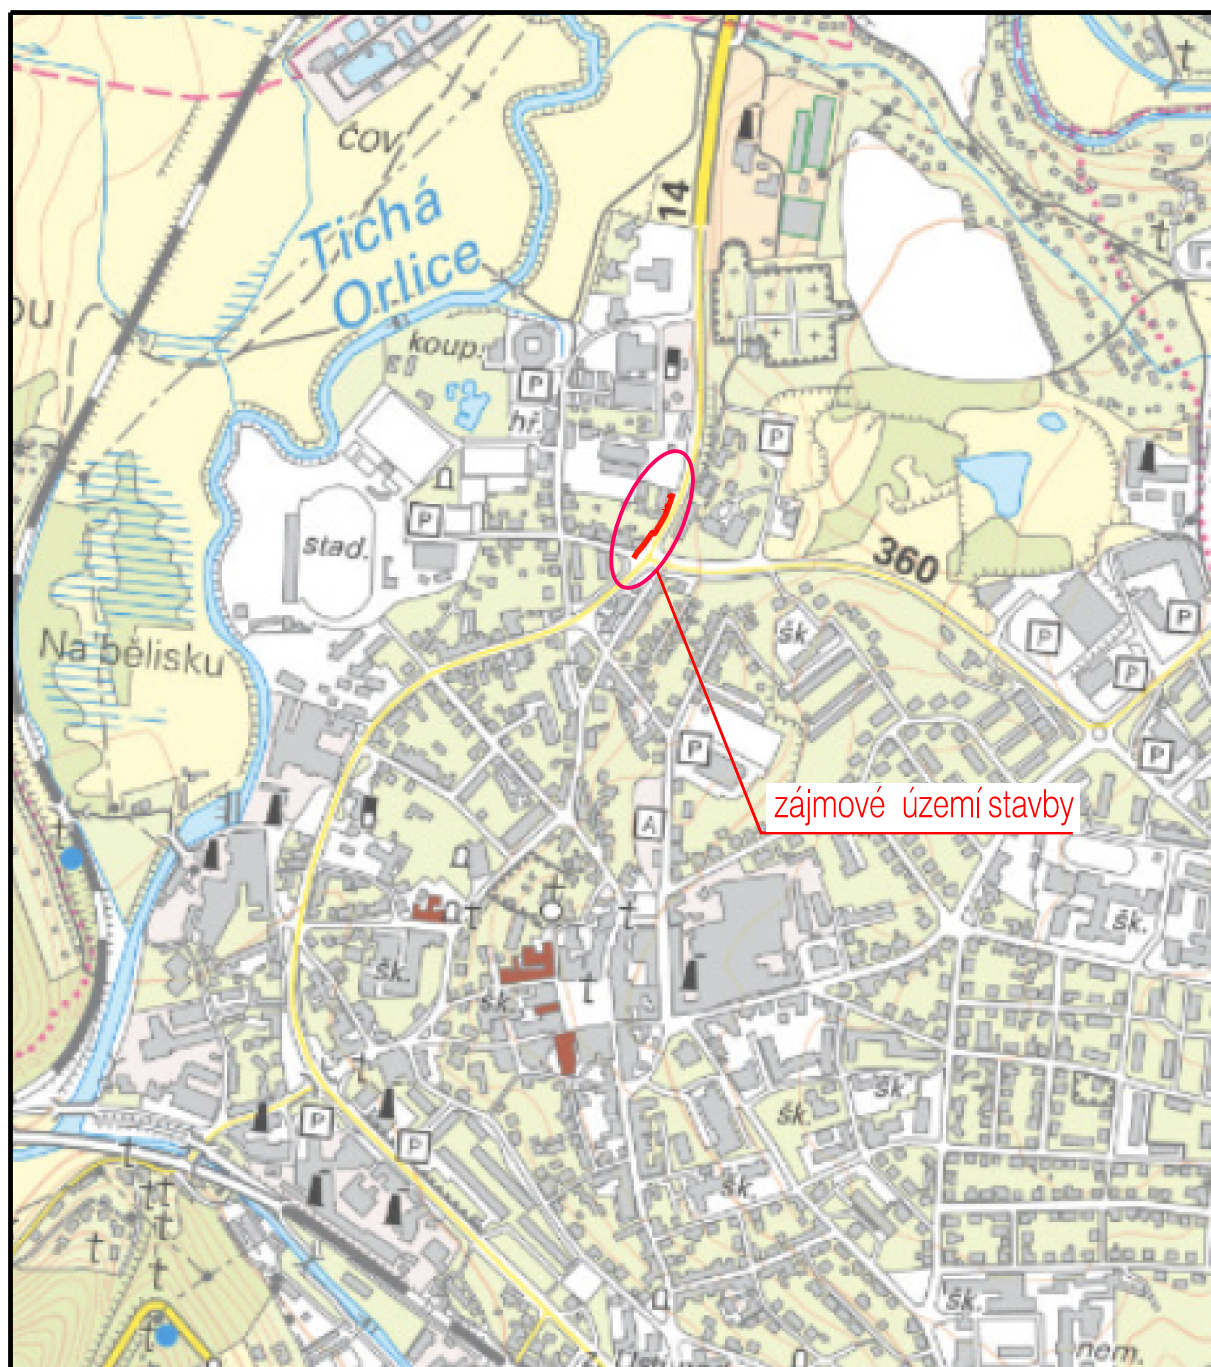 ČOV
14
Tichá
Orlice
ou
koup.
P
hř.
P
P
stad.
360
Na bělisku
šk.
P
P
P
P
P
zájmové území stavby
A
šk.
šk.
šk.
šk.
šk.
P
P
šk.
šk.
nem.